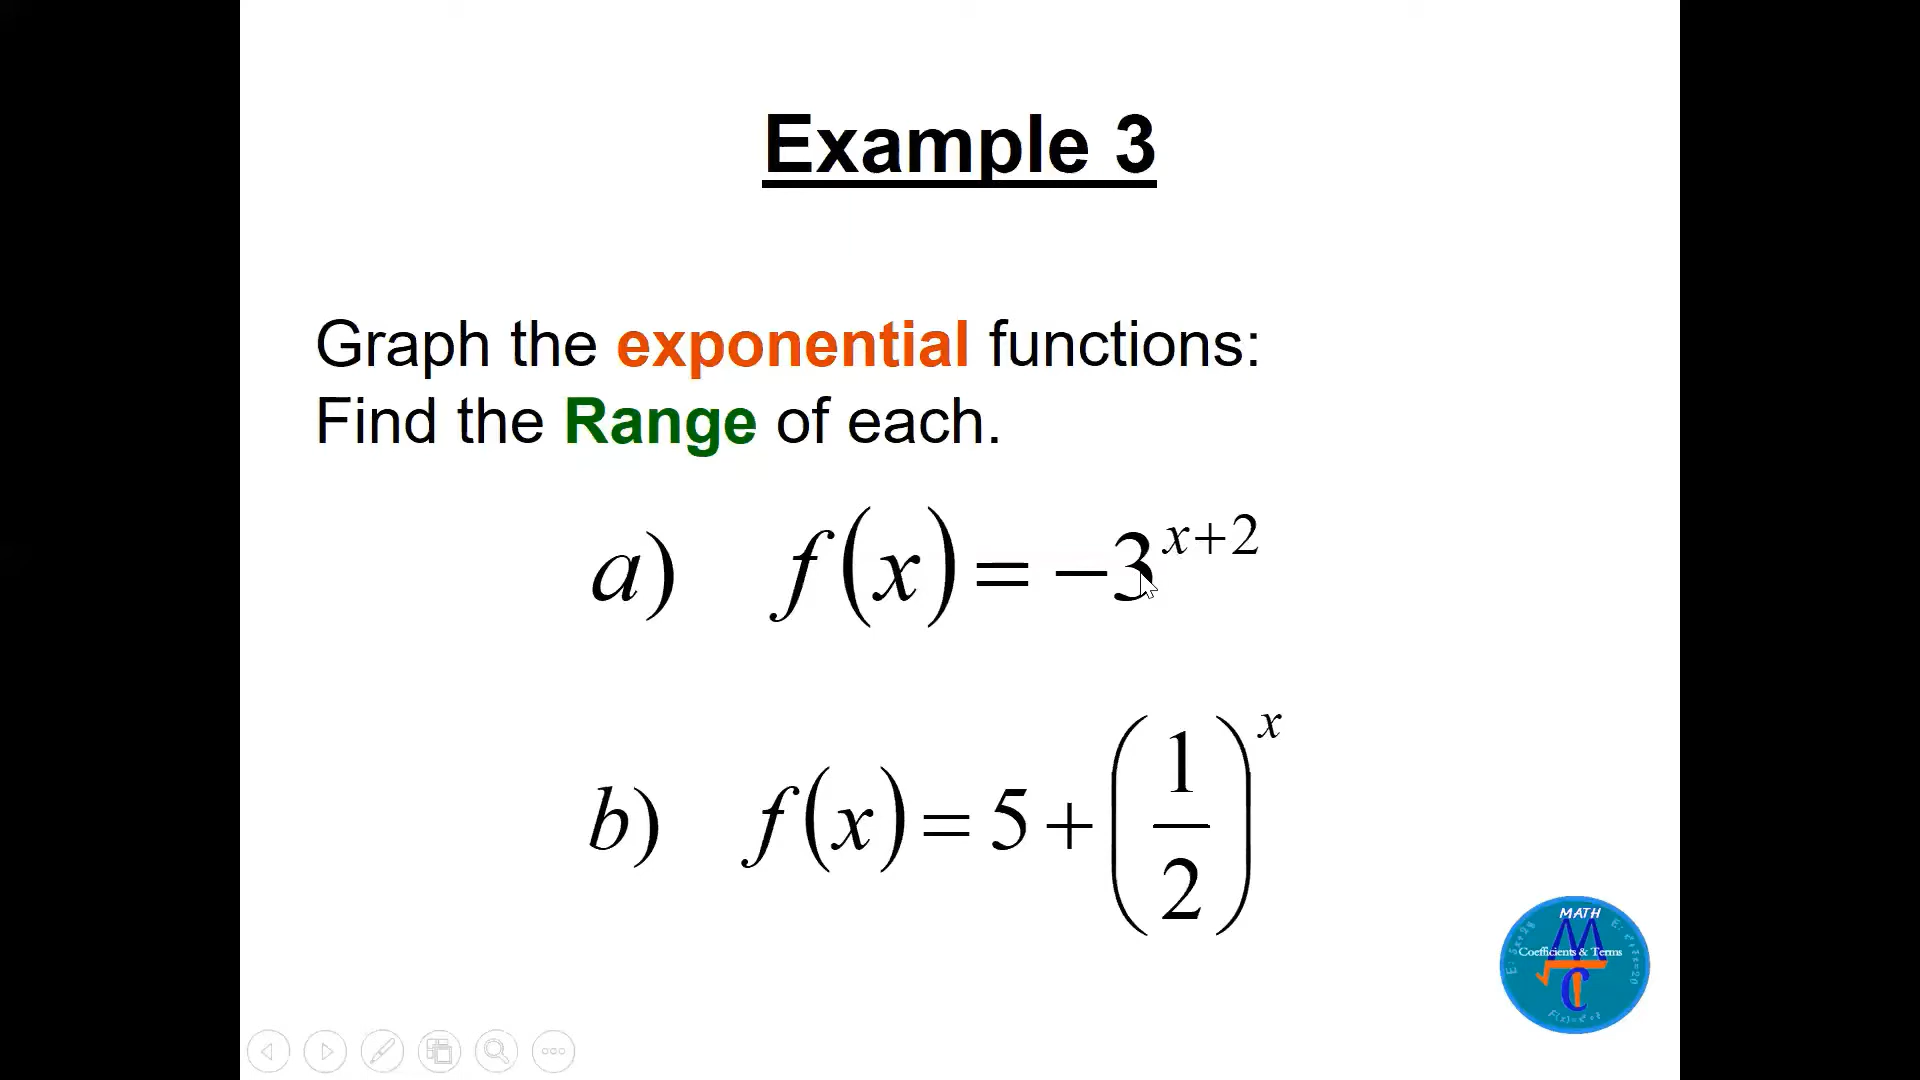 Example 3
Graph the exponential functions:
Find the Range of each.
a) f(x) = −3^{x+2}
b) f(x) = 5 + (1/2)^x
MATH
Coefficients & Terms